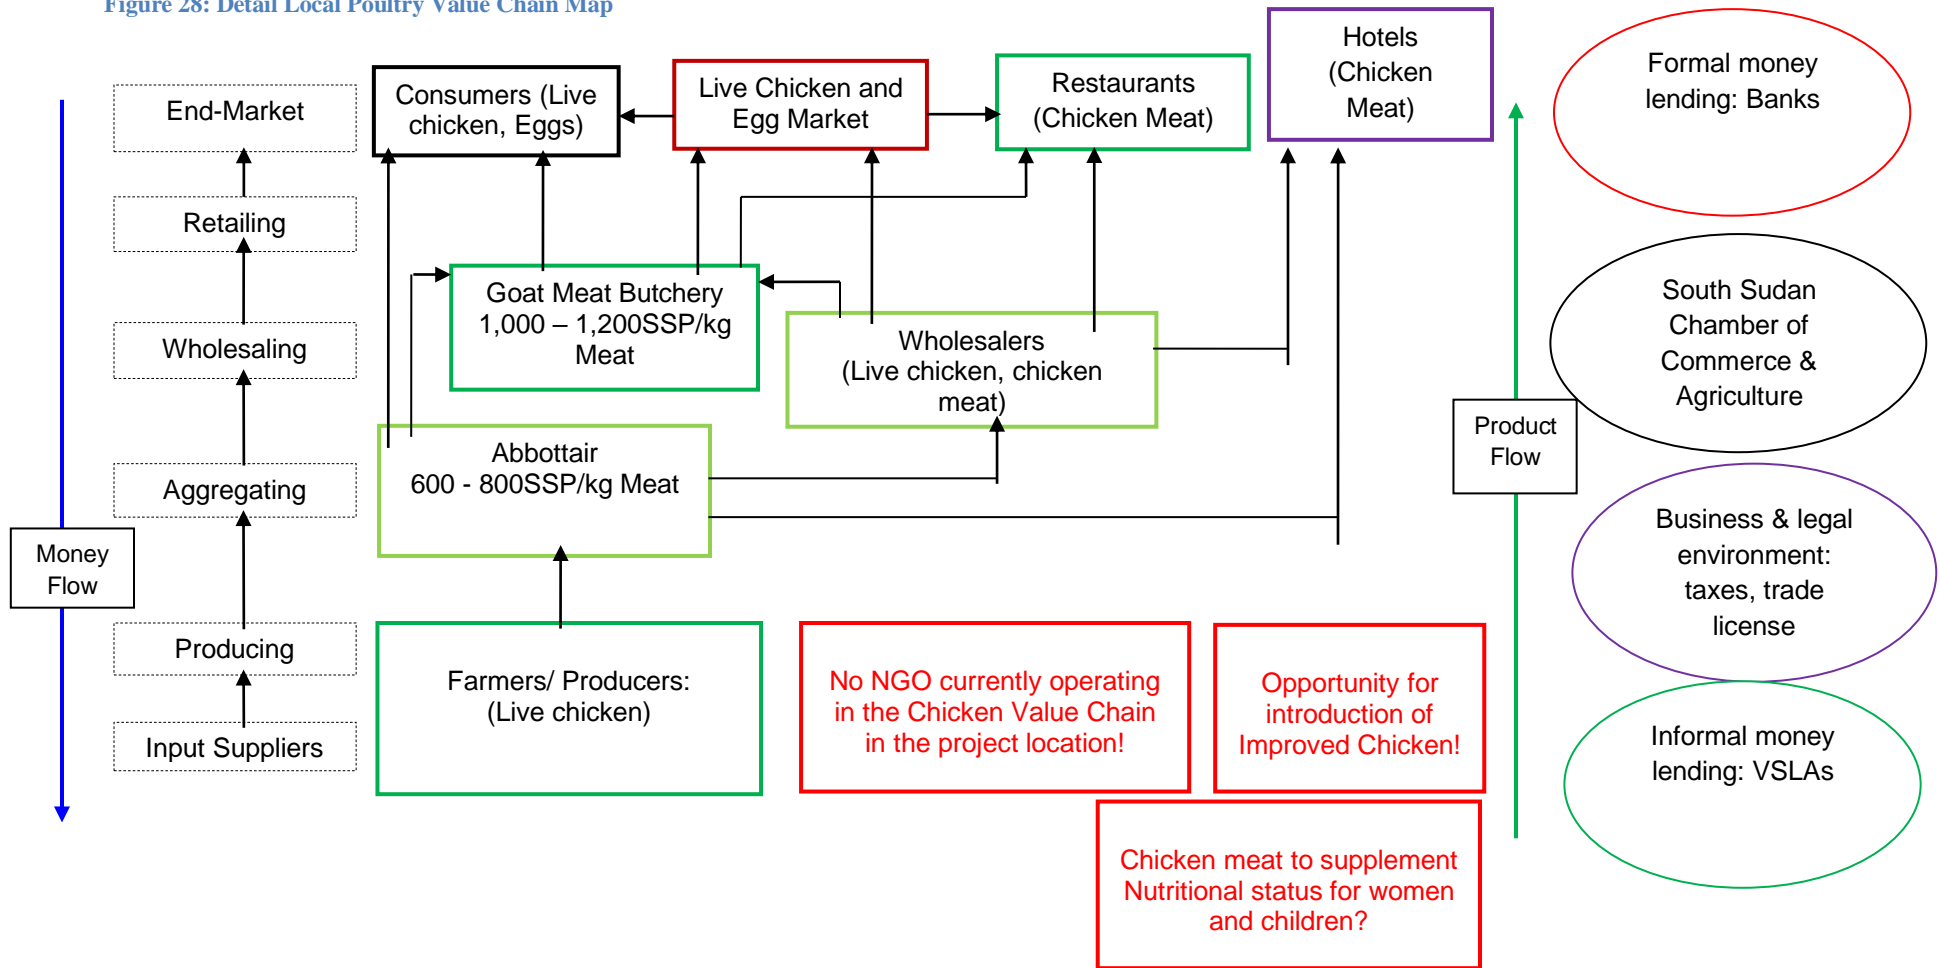 Figure 28: Detail Local Poultry Value Chain Map
End-Market
Retailing
Wholesaling
Aggregating
Producing
Input Suppliers
Money
Flow
Consumers (Live
chicken, Eggs)
Live Chicken and
Egg Market
Restaurants
(Chicken Meat)
Hotels
(Chicken
Meat)
Goat Meat Butchery
1,000 – 1,200SSP/kg
Meat
Wholesalers
(Live chicken, chicken
meat)
Abbottair
600 - 800SSP/kg Meat
Farmers/ Producers:
(Live chicken)
No NGO currently operating
in the Chicken Value Chain
in the project location!
Opportunity for
introduction of
Improved Chicken!
Chicken meat to supplement
Nutritional status for women
and children?
Product
Flow
Formal money
lending: Banks
South Sudan
Chamber of
Commerce &
Agriculture
Business & legal
environment:
taxes, trade
license
Informal money
lending: VSLAs